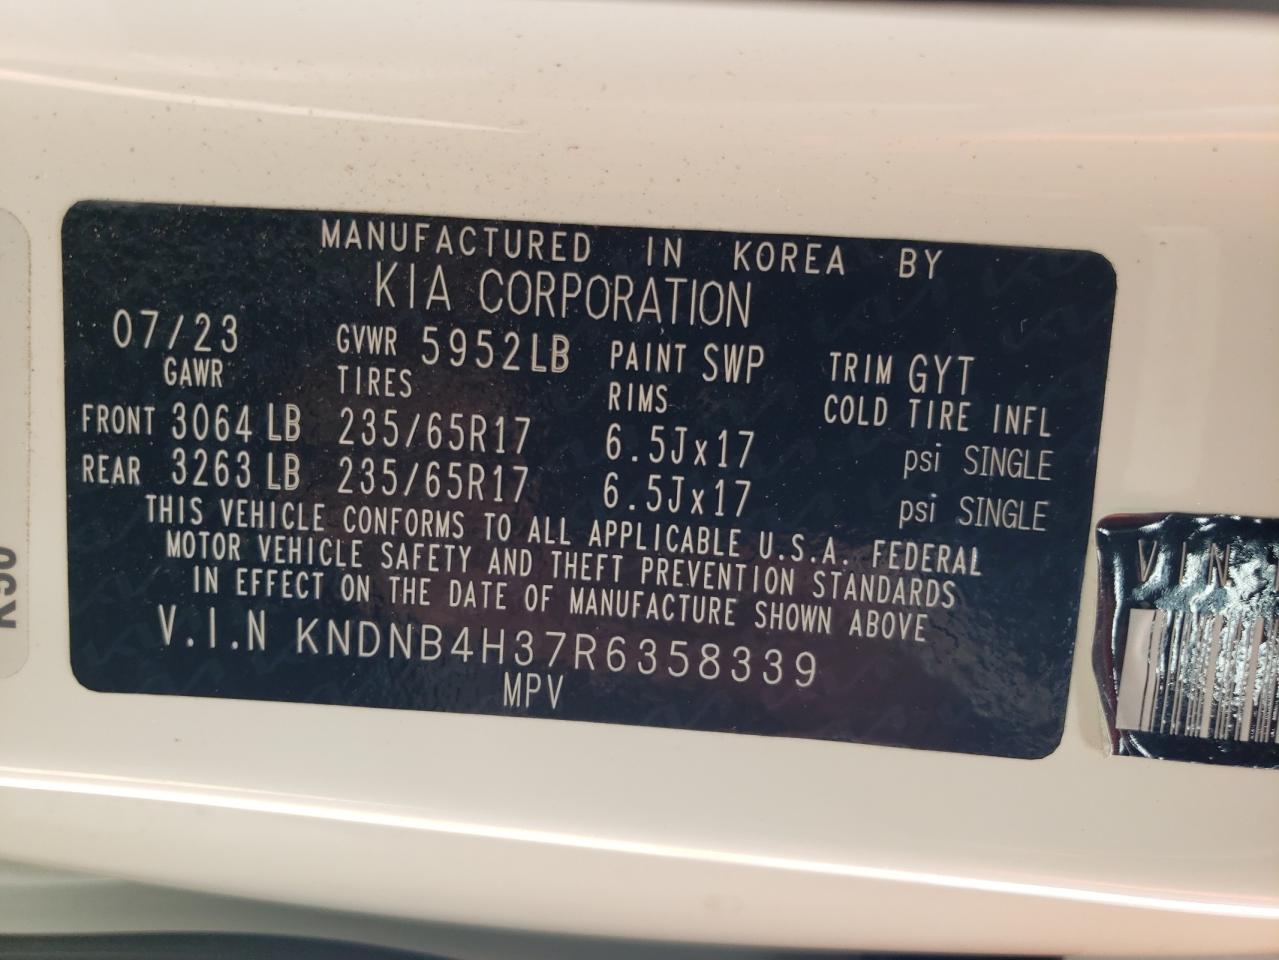 MANUFACTURED IN KOREA BY
KIA CORPORATION
07/23 GVWR 5952LB PAINT SWP TRIM GYT
GAWR TIRES RIMS COLD TIRE INFL
FRONT 3064 LB 235/65R17 6.5Jx17 psi SINGLE
REAR 3263 LB 235/65R17 6.5Jx17 psi SINGLE
THIS VEHICLE CONFORMS TO ALL APPLICABLE U.S.A. FEDERAL
MOTOR VEHICLE SAFETY AND THEFT PREVENTION STANDARDS
IN EFFECT ON THE DATE OF MANUFACTURE SHOWN ABOVE
V.I.N KNDNB4H37R6358339
MPV
VIN